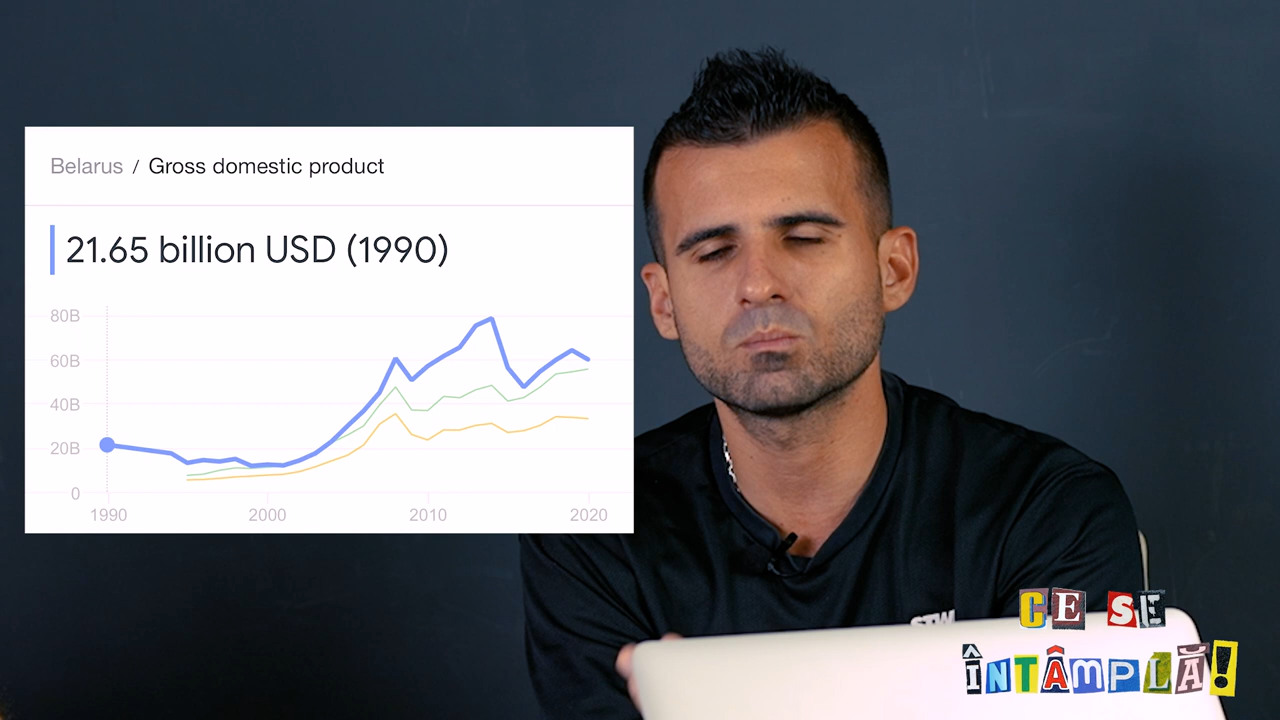 Belarus / Gross domestic product
21.65 billion USD (1990)
80B
60B
40B
20B
0
1990 2000 2010 2020
STW
CE SE
ÎNTÂMPLĂ!